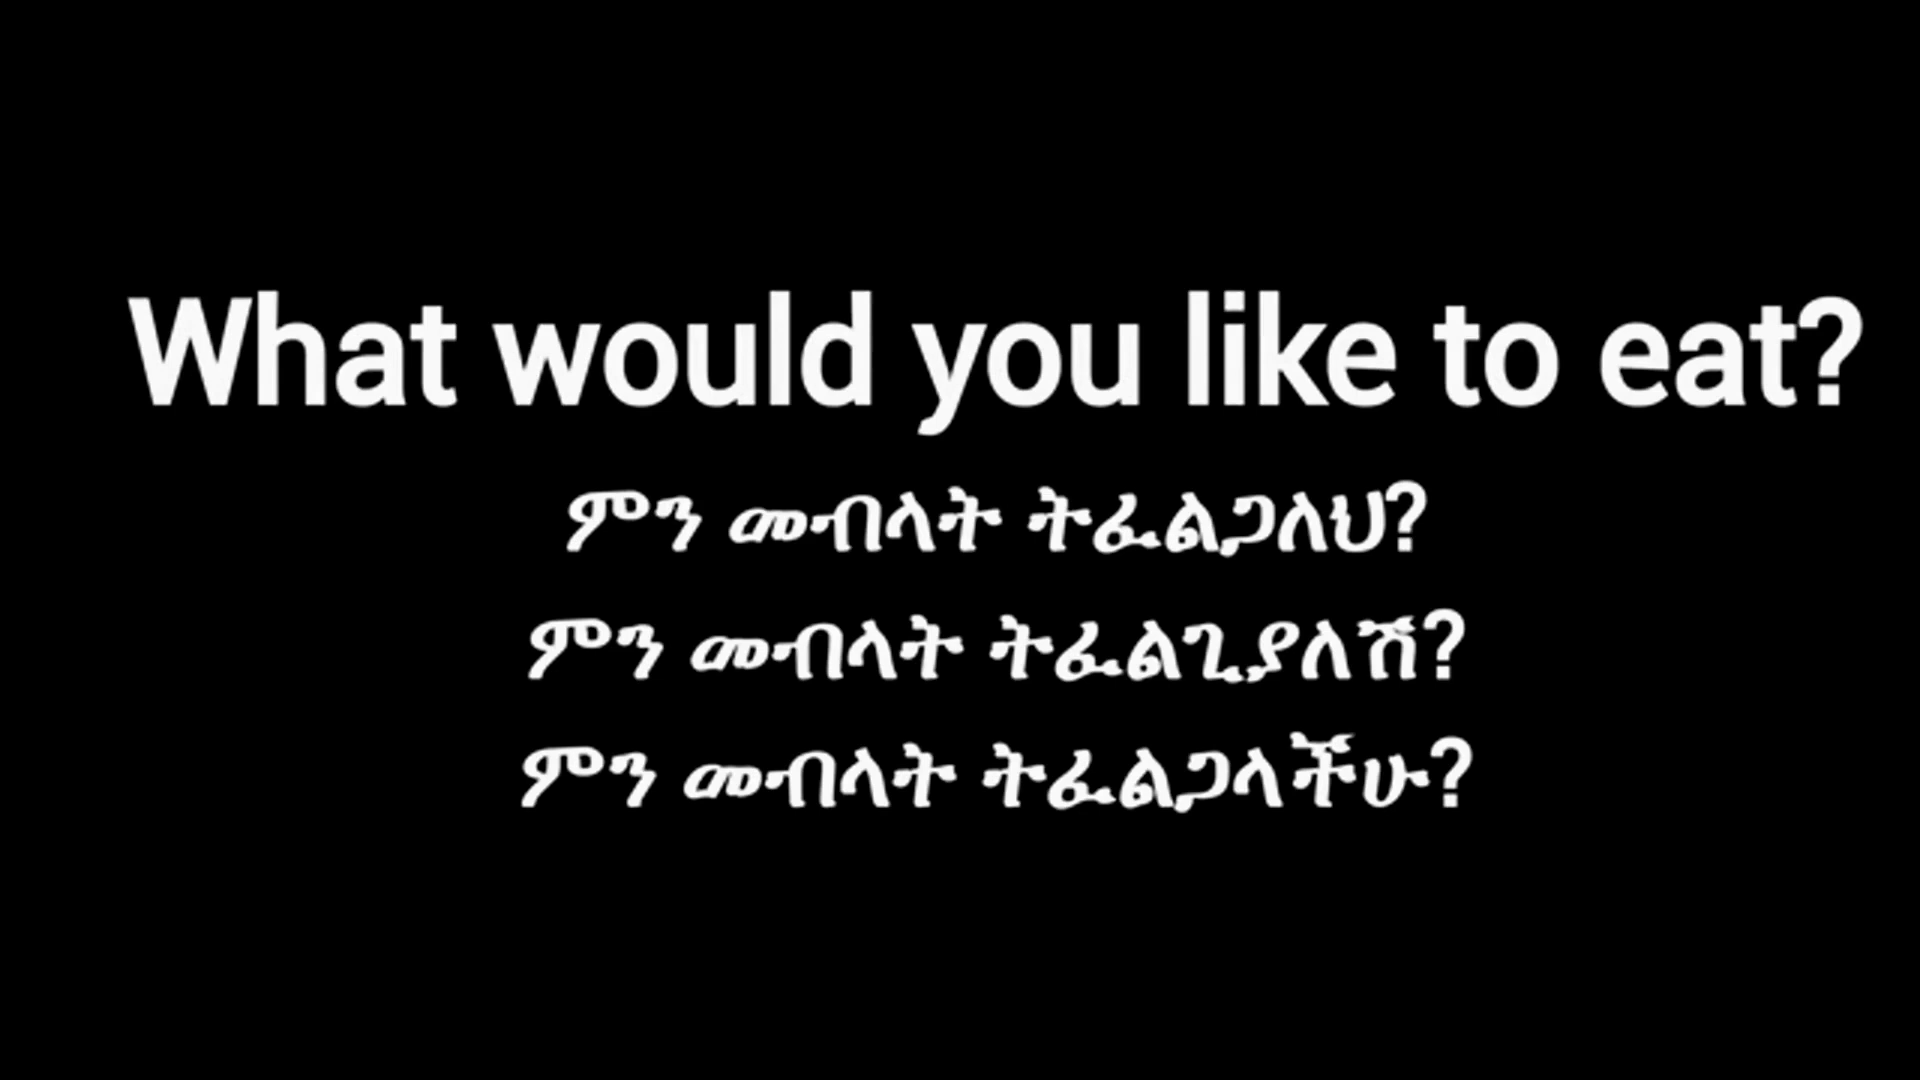 What would you like to eat?
ምን መብላት ትፈልጋለህ?
ምን መብላት ትፈልጊያለሽ?
ምን መብላት ትፈልጋላችሁ?